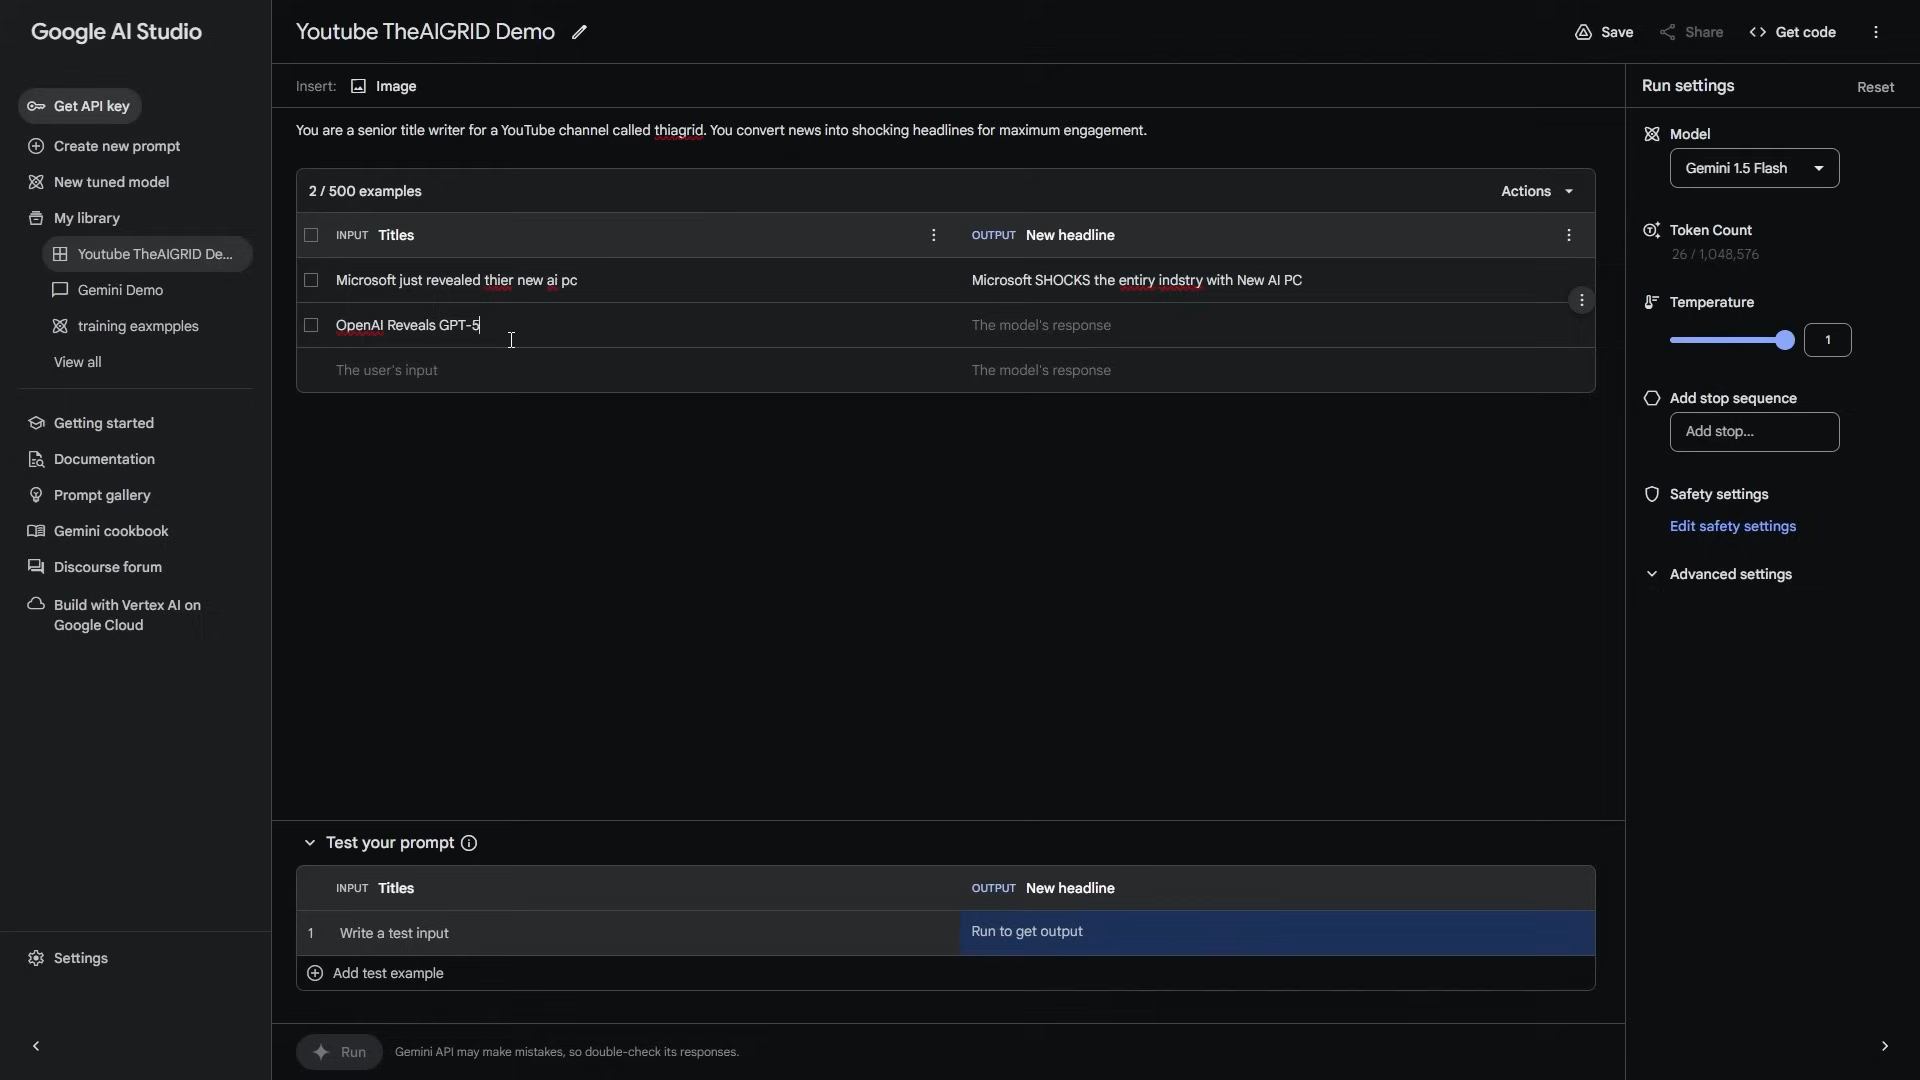 Google AI Studio
Get API key
Create new prompt
New tuned model
My library
Youtube TheAIGRID De...
Gemini Demo
training eaxmpples
View all
Getting started
Documentation
Prompt gallery
Gemini cookbook
Discourse forum
Build with Vertex AI on
Google Cloud
Settings
Youtube TheAIGRID Demo
Save
Share
Get code
Insert:
Image
You are a senior title writer for a YouTube channel called thiagrid. You convert news into shocking headlines for maximum engagement.
2 / 500 examples
Actions
INPUT Titles
OUTPUT New headline
Microsoft just revealed thier new ai pc
Microsoft SHOCKS the entiry indstry with New AI PC
OpenAI Reveals GPT-5
The model's response
The user's input
The model's response
Test your prompt
INPUT Titles
OUTPUT New headline
1 Write a test input
Run to get output
Add test example
Run
Gemini API may make mistakes, so double-check its responses.
Run settings
Reset
Model
Gemini 1.5 Flash
Token Count
26 / 1,048,576
Temperature
1
Add stop sequence
Add stop...
Safety settings
Edit safety settings
Advanced settings